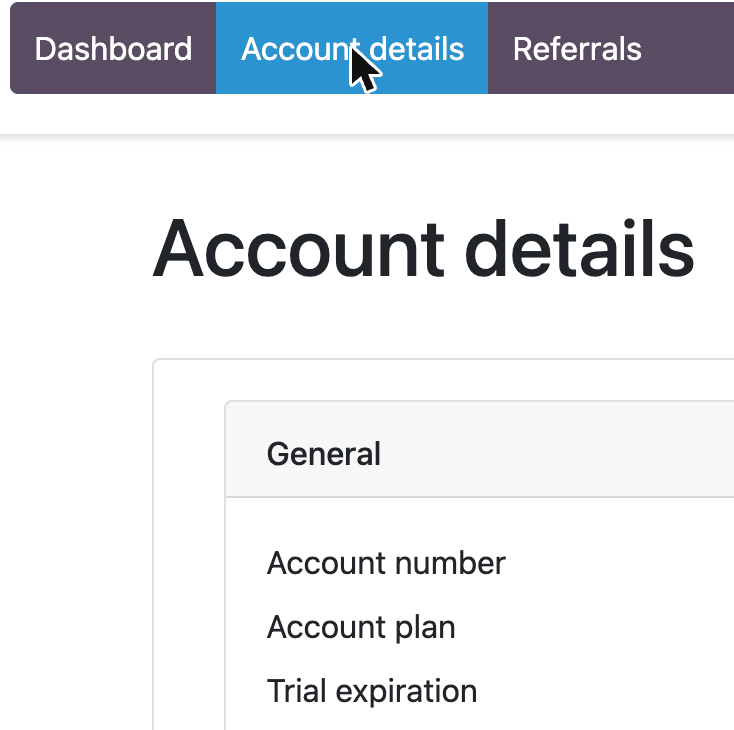 Dashboard Account details Referrals
Account details
General
Account number
Account plan
Trial expiration